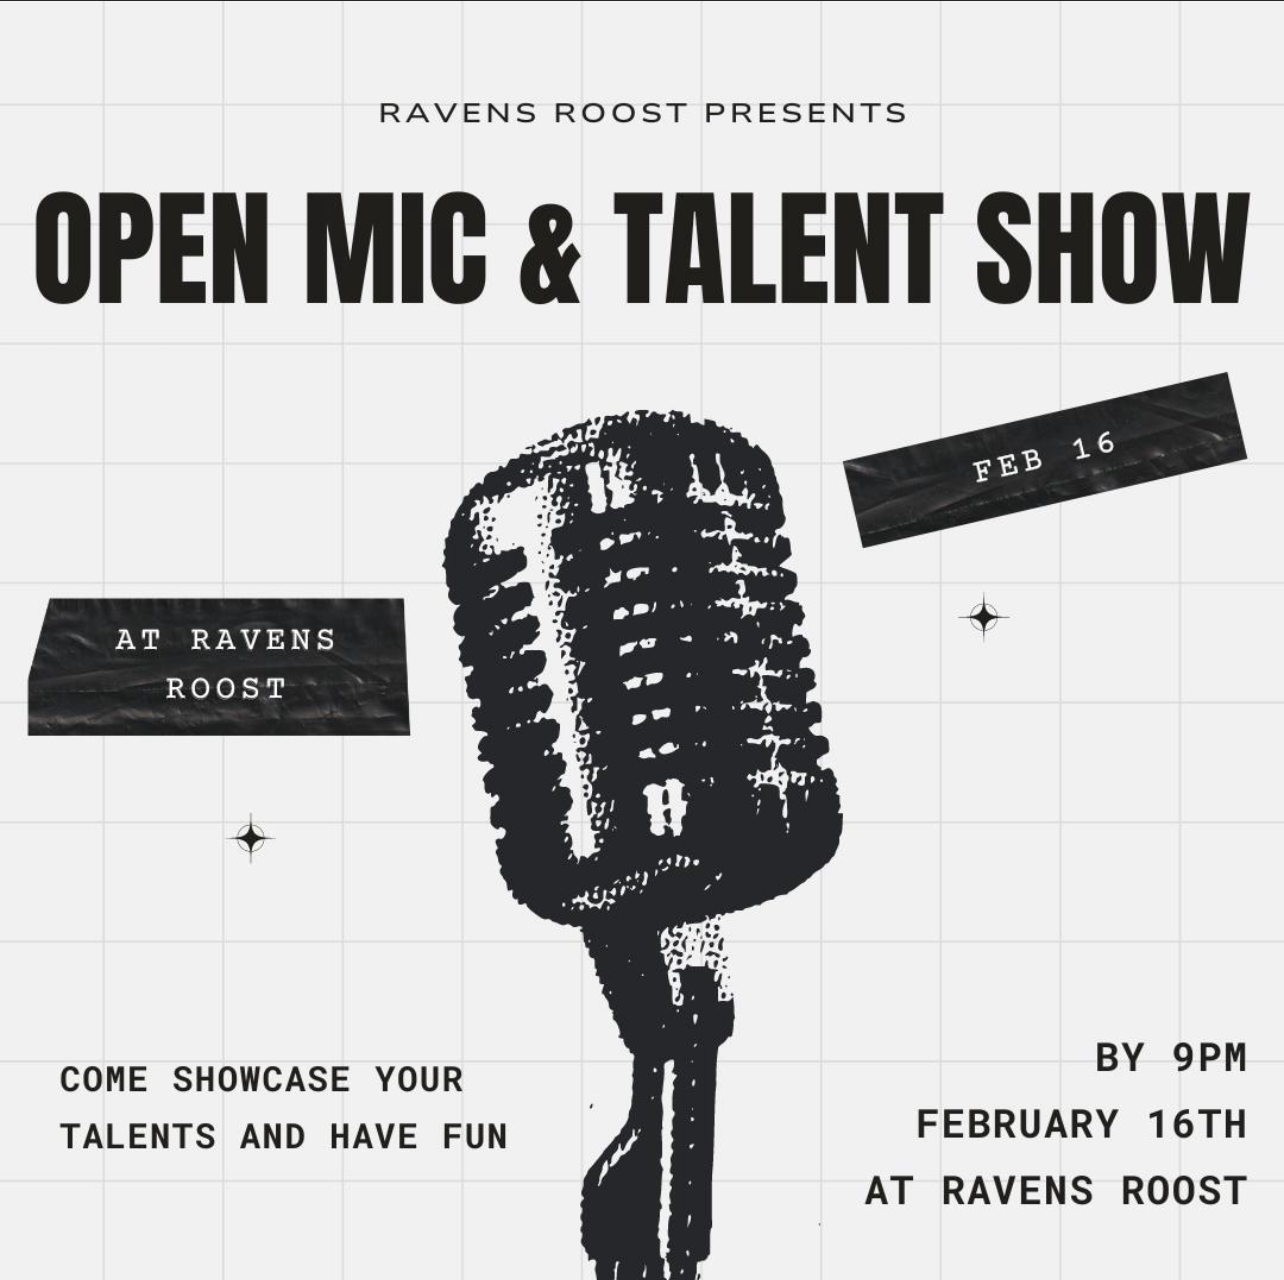 RAVENS ROOST PRESENTS
OPEN MIC & TALENT SHOW
FEB 16
AT RAVENS
ROOST
COME SHOWCASE YOUR
TALENTS AND HAVE FUN
BY 9PM
FEBRUARY 16TH
AT RAVENS ROOST